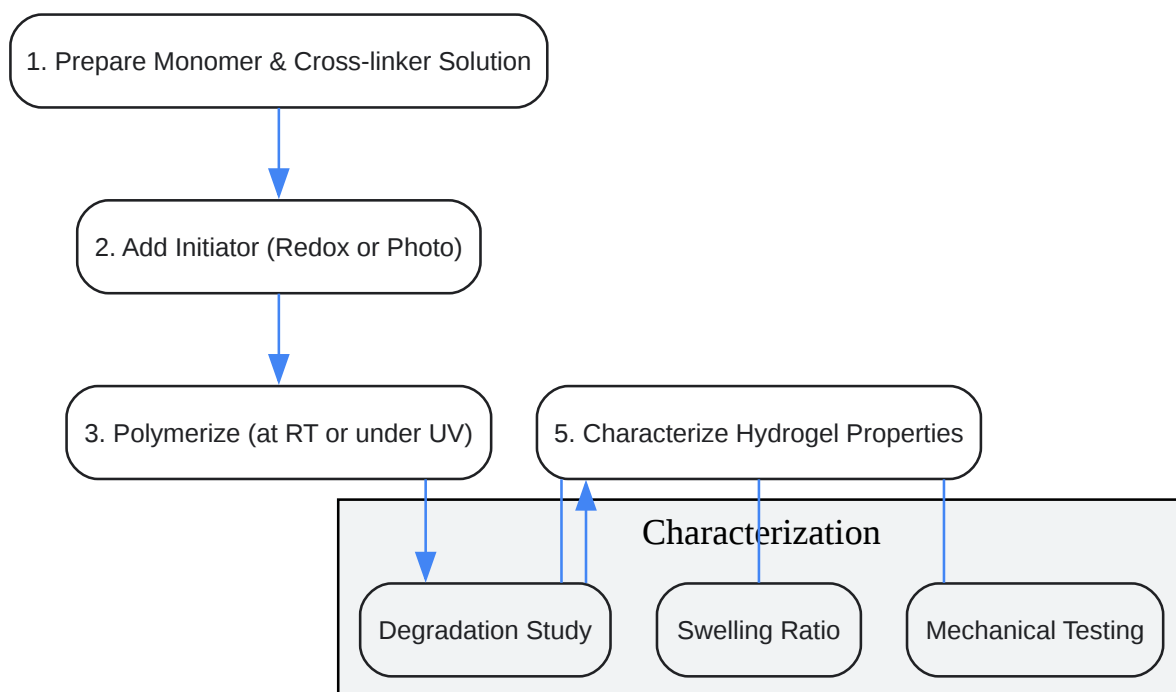 1. Prepare Monomer & Cross-linker Solution
2. Add Initiator (Redox or Photo)
3. Polymerize (at RT or under UV)
5. Characterize Hydrogel Properties
Characterization
Degradation Study
Swelling Ratio
Mechanical Testing